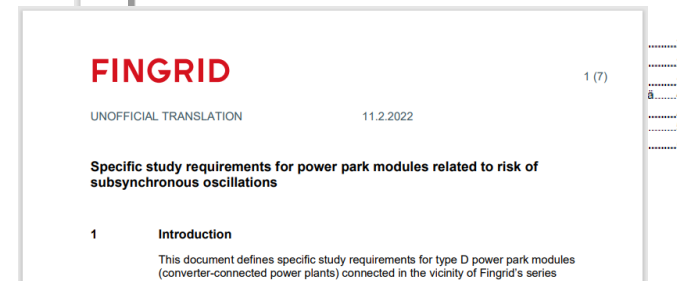 FINGRID
1 (7)
UNOFFICIAL TRANSLATION 11.2.2022
Specific study requirements for power park modules related to risk of
subsynchronous oscillations
1 Introduction
This document defines specific study requirements for type D power park modules
(converter-connected power plants) connected in the vicinity of Fingrid's series
ä